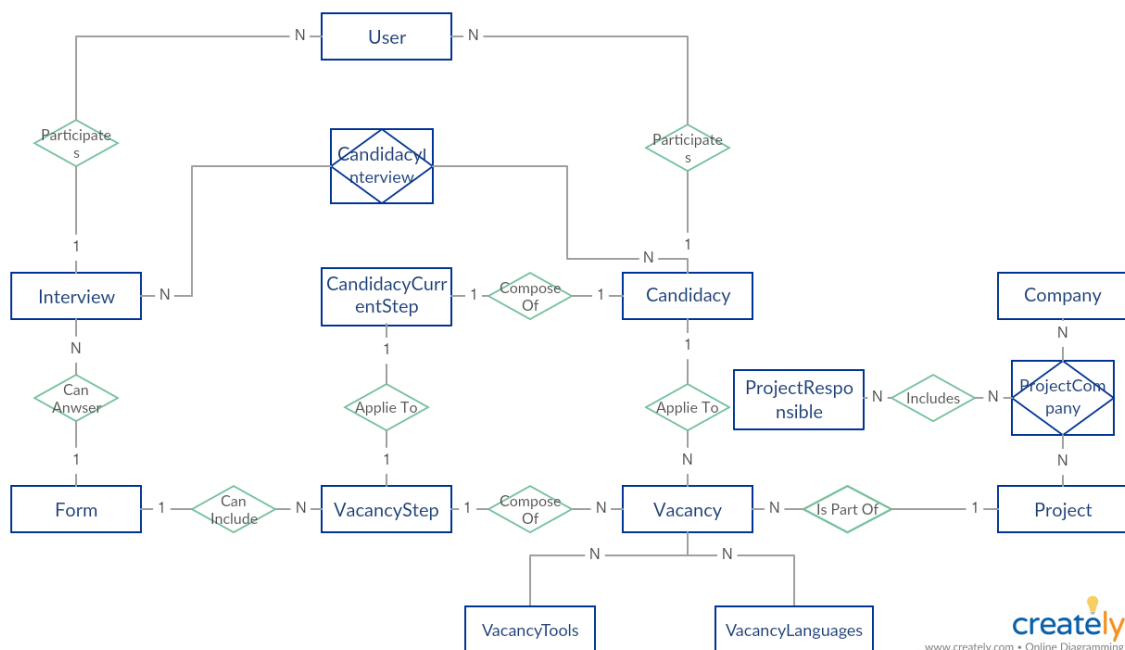 N
User
N
Participate
s
CandidacyI
nterview
Participate
s
1
1
N
Interview
N
CandidacyCur
rentStep
1
Compose
Of
1
Candidacy
Company
N
1
1
N
Can
Anwser
Applie To
Applie To
ProjectRespo
nsible
N
Includes
N
ProjectCom
pany
1
1
N
N
Form
1
Can
Include
N
VacancyStep
1
Compose
Of
N
Vacancy
N
Is Part Of
1
Project
N
N
VacancyTools
VacancyLanguages
creately
www.creately.com • Online Diagramming